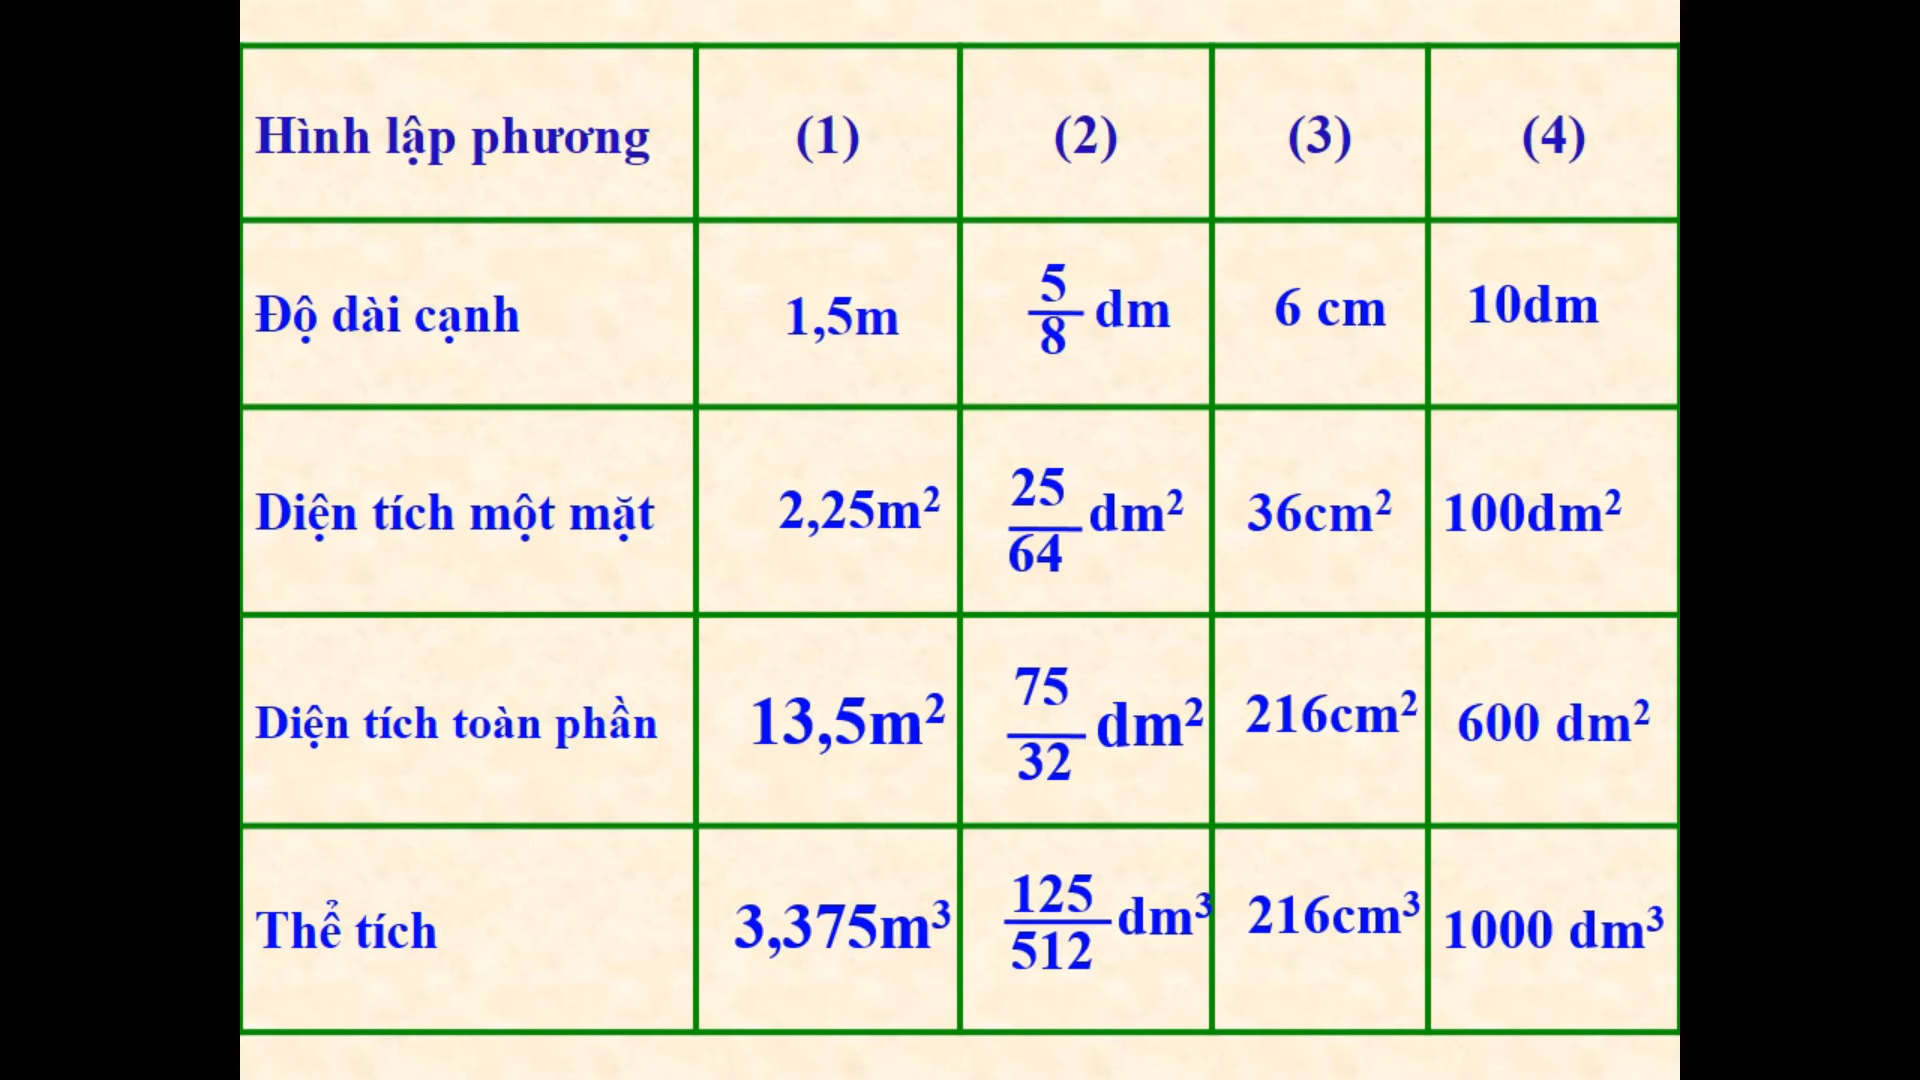 Hình lập phương (1) (2) (3) (4)
Độ dài cạnh 1,5m 5/8 dm 6 cm 10dm
Diện tích một mặt 2,25m² 25/64 dm² 36cm² 100dm²
Diện tích toàn phần 13,5m² 75/32 dm² 216cm² 600 dm²
Thể tích 3,375m³ 125/512 dm³ 216cm³ 1000 dm³